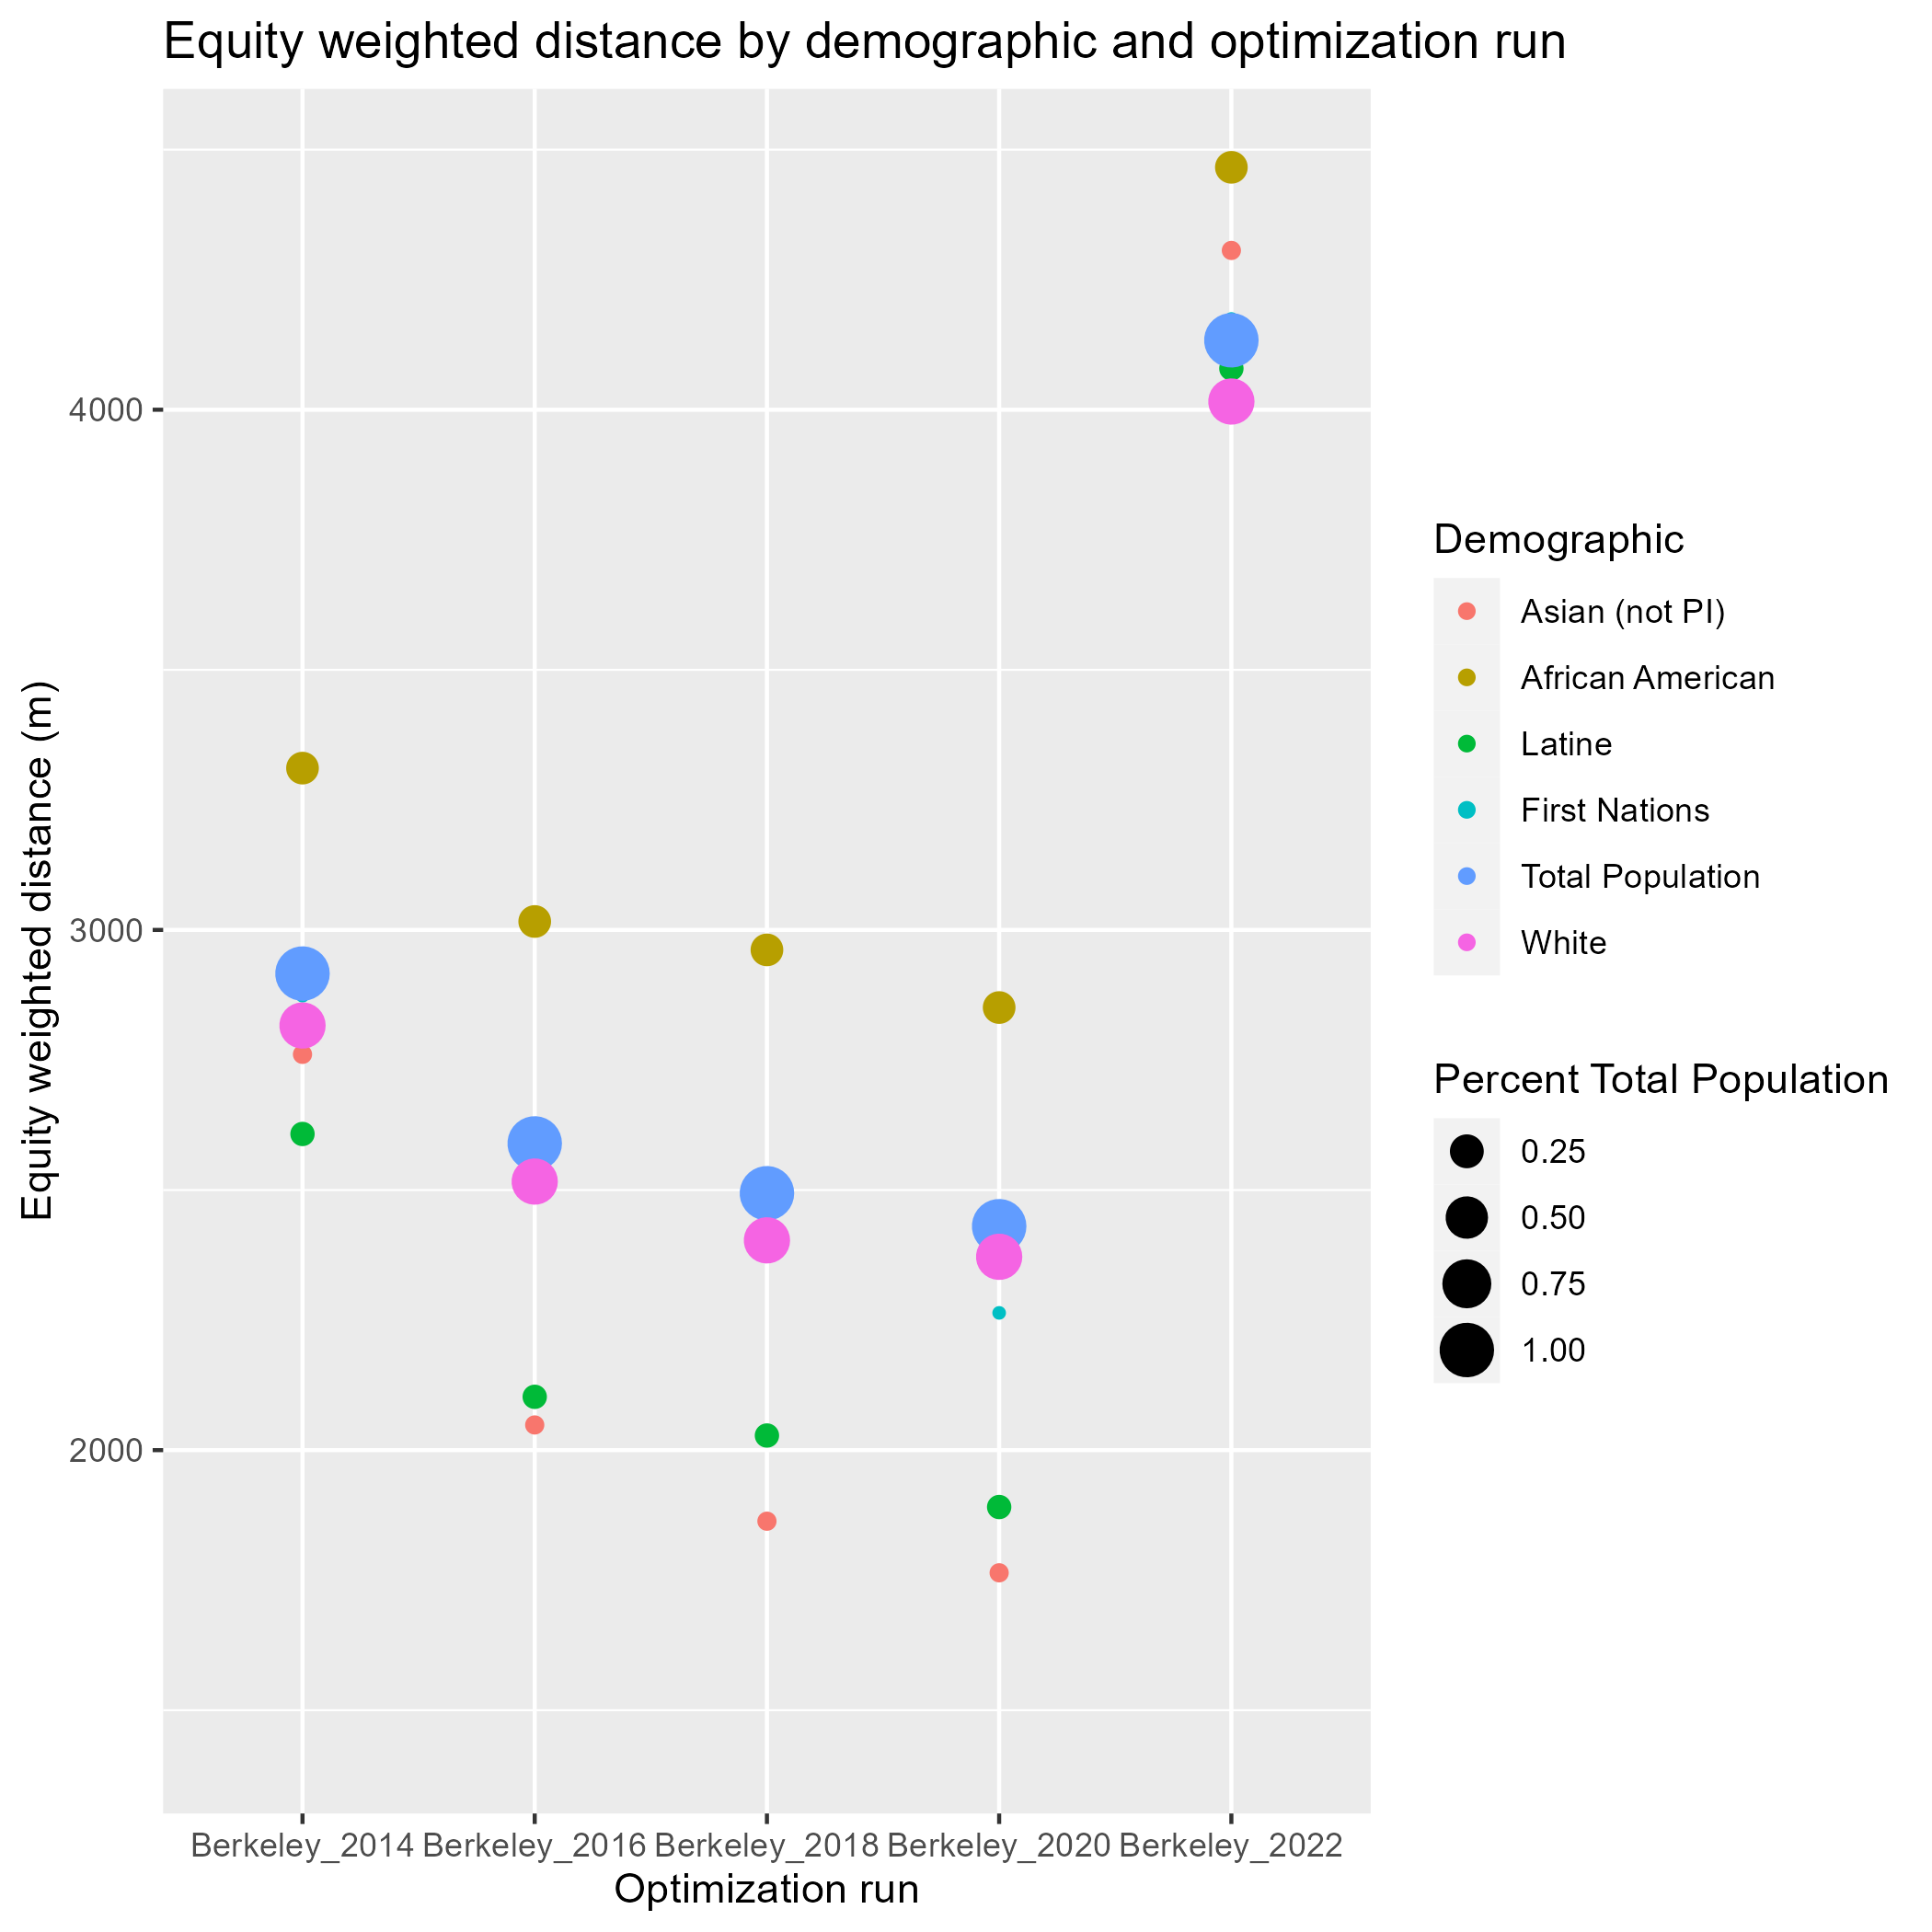 Equity weighted distance by demographic and optimization run
Equity weighted distance (m)
4000
3000
2000
Berkeley_2014 Berkeley_2016 Berkeley_2018 Berkeley_2020 Berkeley_2022
Optimization run
Demographic
Asian (not PI)
African American
Latine
First Nations
Total Population
White
Percent Total Population
0.25
0.50
0.75
1.00